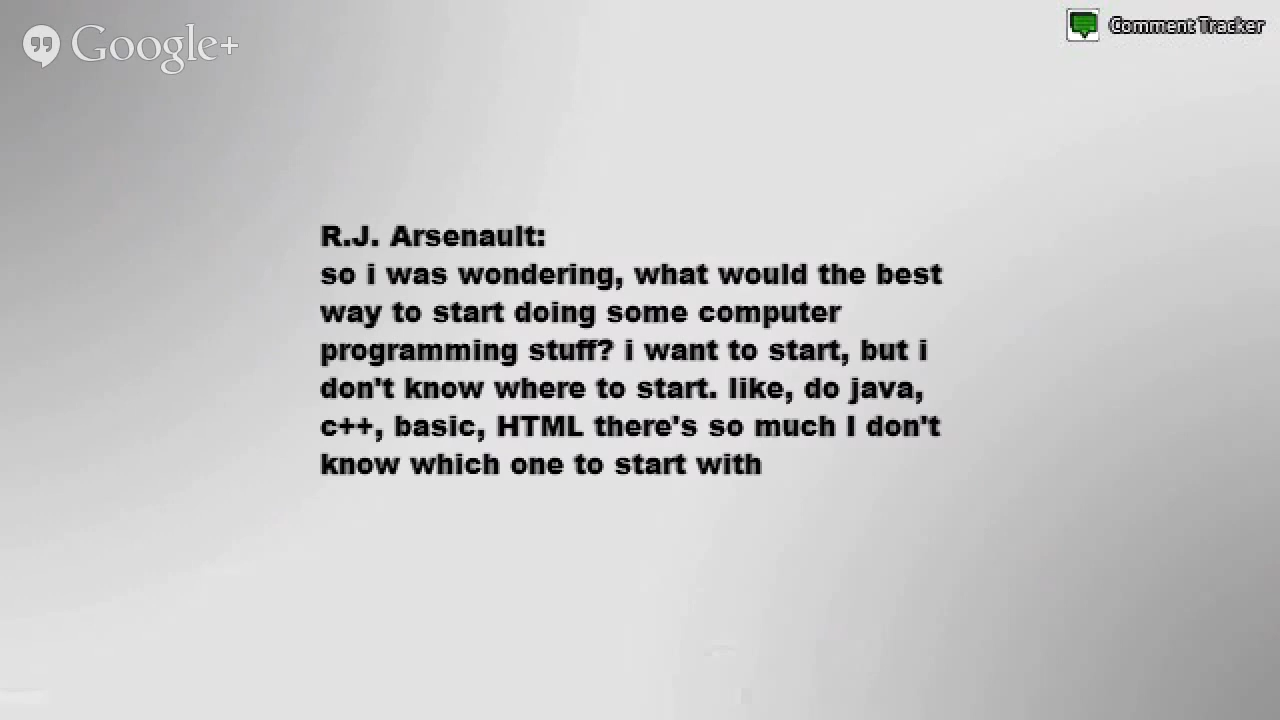 Google+
Comment Tracker
R.J. Arsenault:
so i was wondering, what would the best
way to start doing some computer
programming stuff? i want to start, but i
don't know where to start. like, do java,
c++, basic, HTML there's so much I don't
know which one to start with